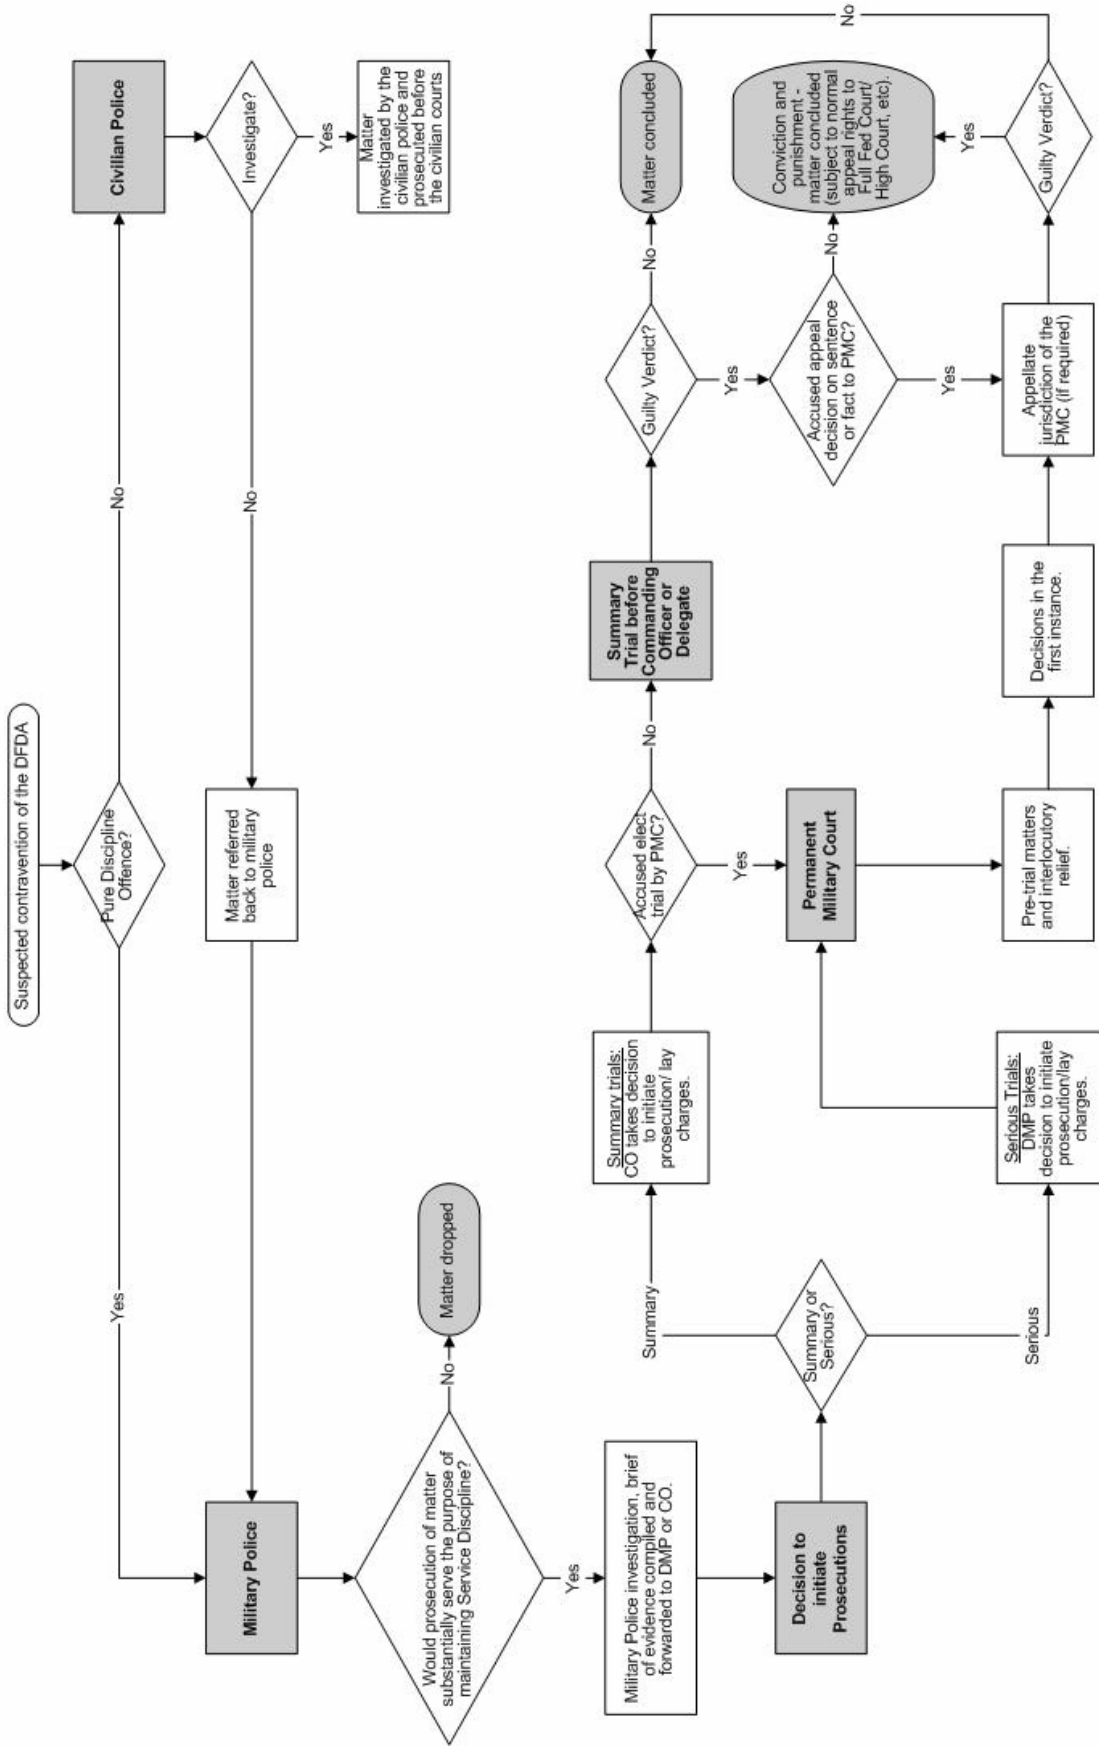 Suspected contravention of the DFDA
Pure Discipline
Offence?
Yes
No
Civilian Police
Investigate?
Yes
Matter
investigated by the
civilian police and
prosecuted before
the civilian courts
No
Matter referred
back to military
police
Military Police
Would prosecution of matter
substantially serve the purpose of
maintaining Service Discipline?
No
Matter dropped
Yes
Military Police investigation, brief
of evidence compiled and
forwarded to DMP or CO.
Decision to
initiate
Prosecutions
Summary or
Serious?
Summary
Serious
Summary trials:
CO takes decision
to initiate
prosecution/ lay
charges.
Serious Trials:
DMP takes
decision to initiate
prosecution/lay
charges.
Accused elect
trial by PMC?
No
Yes
Summary
Trial before
Commanding
Officer or
Delegate
Permanent
Military Court
Pre-trial matters
and interlocutory
relief.
Decisions in the
first instance.
Guilty Verdict?
No
Matter concluded
Yes
Accused appeal
decision on sentence
or fact to PMC?
No
Conviction and
punishment -
matter concluded
(subject to normal
appeal rights to
Full Fed Court/
High Court, etc).
Yes
Appellate
jurisdiction of the
PMC (if required)
Guilty Verdict?
Yes
No